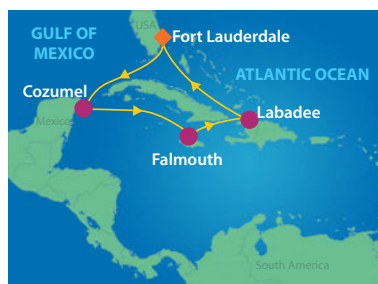 USA
GULF OF
MEXICO
Fort Lauderdale
ATLANTIC OCEAN
Cozumel
Mexico
Labadee
Falmouth
South America